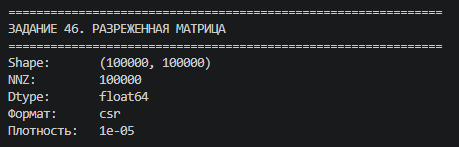 ==============================================================
ЗАДАНИЕ 46. РАЗРЕЖЕННАЯ МАТРИЦА
==============================================================
Shape:       (100000, 100000)
NNZ:         100000
Dtype:       float64
Формат:      csr
Плотность:   1e-05